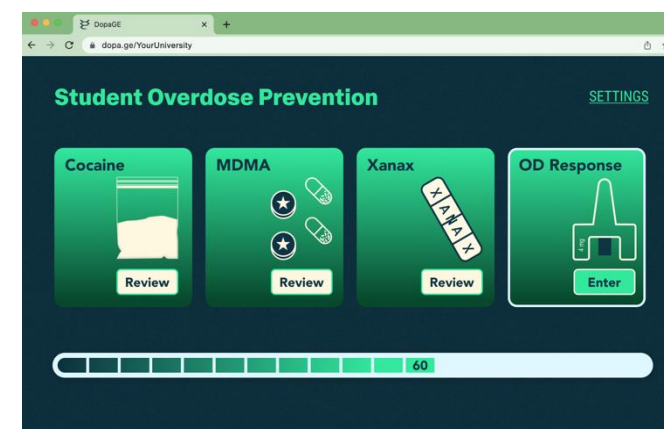 DopaGE
dopa.ge/YourUniversity
Student Overdose Prevention
SETTINGS
Cocaine
Review
MDMA
Review
Xanax
XANAX
Review
OD Response
4 mg
Enter
60